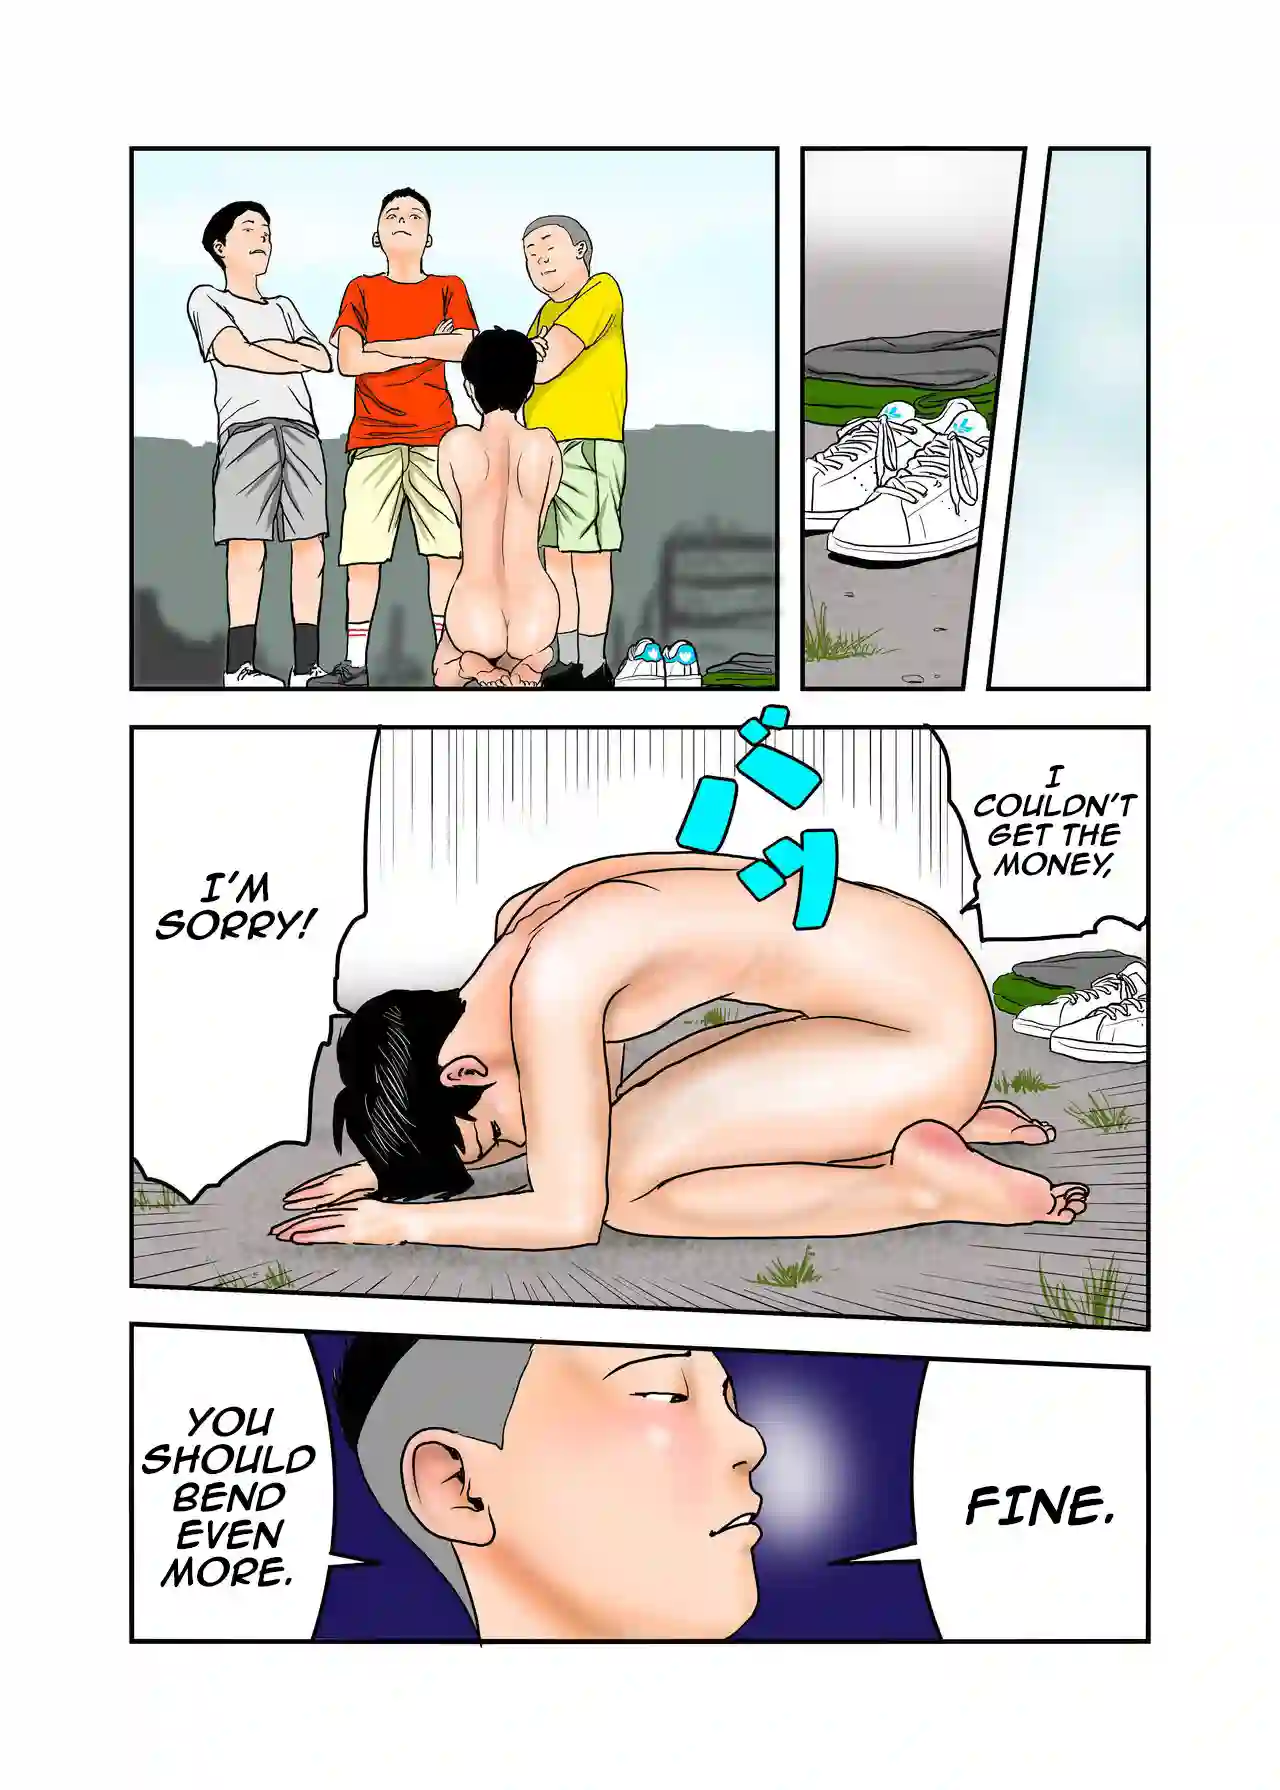 I
COULDN'T
GET THE
MONEY,
バッ
I'M
SORRY!
FINE.
YOU
SHOULD
BEND
EVEN
MORE.